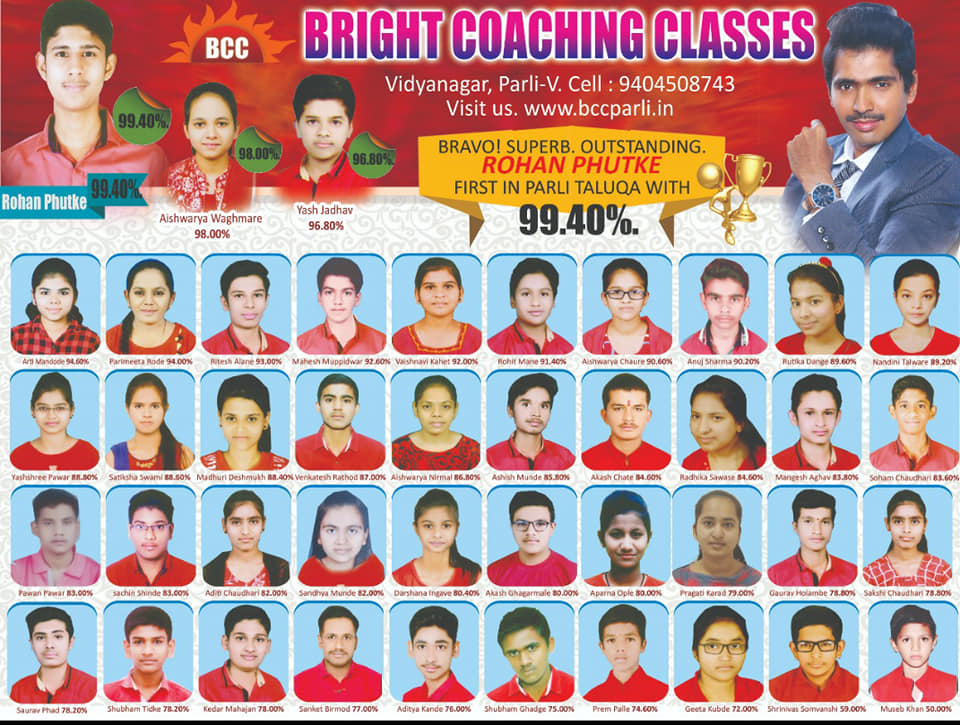 BCC
BRIGHT COACHING CLASSES
Vidyanagar, Parli-V. Cell : 9404508743
Visit us. www.bccparli.in
99.40%.
98.00%.
96.80%.
Rohan Phutke 99.40%.
Aishwarya Waghmare
98.00%
Yash Jadhav
96.80%
BRAVO! SUPERB. OUTSTANDING.
ROHAN PHUTKE
FIRST IN PARLI TALUQA WITH
99.40%.
Arti Mandode 94.60% Parimeeta Rode 94.00% Ritesh Alane 93.00% Mahesh Muppidwar 92.60% Vaishnavi Kahet 92.00% Rohit Mane 91.40% Aishwarya Chaure 90.60% Anuj Sharma 90.20% Rutika Dange 89.60% Nandini Talware 89.20%
Yashshree Pawar 88.80% Satiksha Swami 88.60% Madhuri Deshmukh 88.40% Venkatesh Rathod 87.00% Aishwarya Nirmal 86.80% Ashish Munde 85.80% Akash Chate 84.60% Radhika Sawase 84.60% Mangesh Aghav 83.80% Soham Chaudhari 83.60%
Pawan Pawar 83.00% sachin Shinde 83.00% Aditi Chaudhari 82.00% Sandhya Munde 82.00% Darshana Ingave 80.40% Akash Ghagarmale 80.00% Aparna Ople 80.00% Pragati Karad 79.00% Gaurav Holambe 78.80% Sakshi Chaudhari 78.80%
Saurav Phad 78.20% Shubham Tidke 78.20% Kedar Mahajan 78.00% Sanket Birmod 77.00% Aditya Kande 76.00% Shubham Ghadge 75.00% Prem Palle 74.60% Geeta Kubde 72.00% Shrinivas Somvanshi 59.00% Museb Khan 50.00%